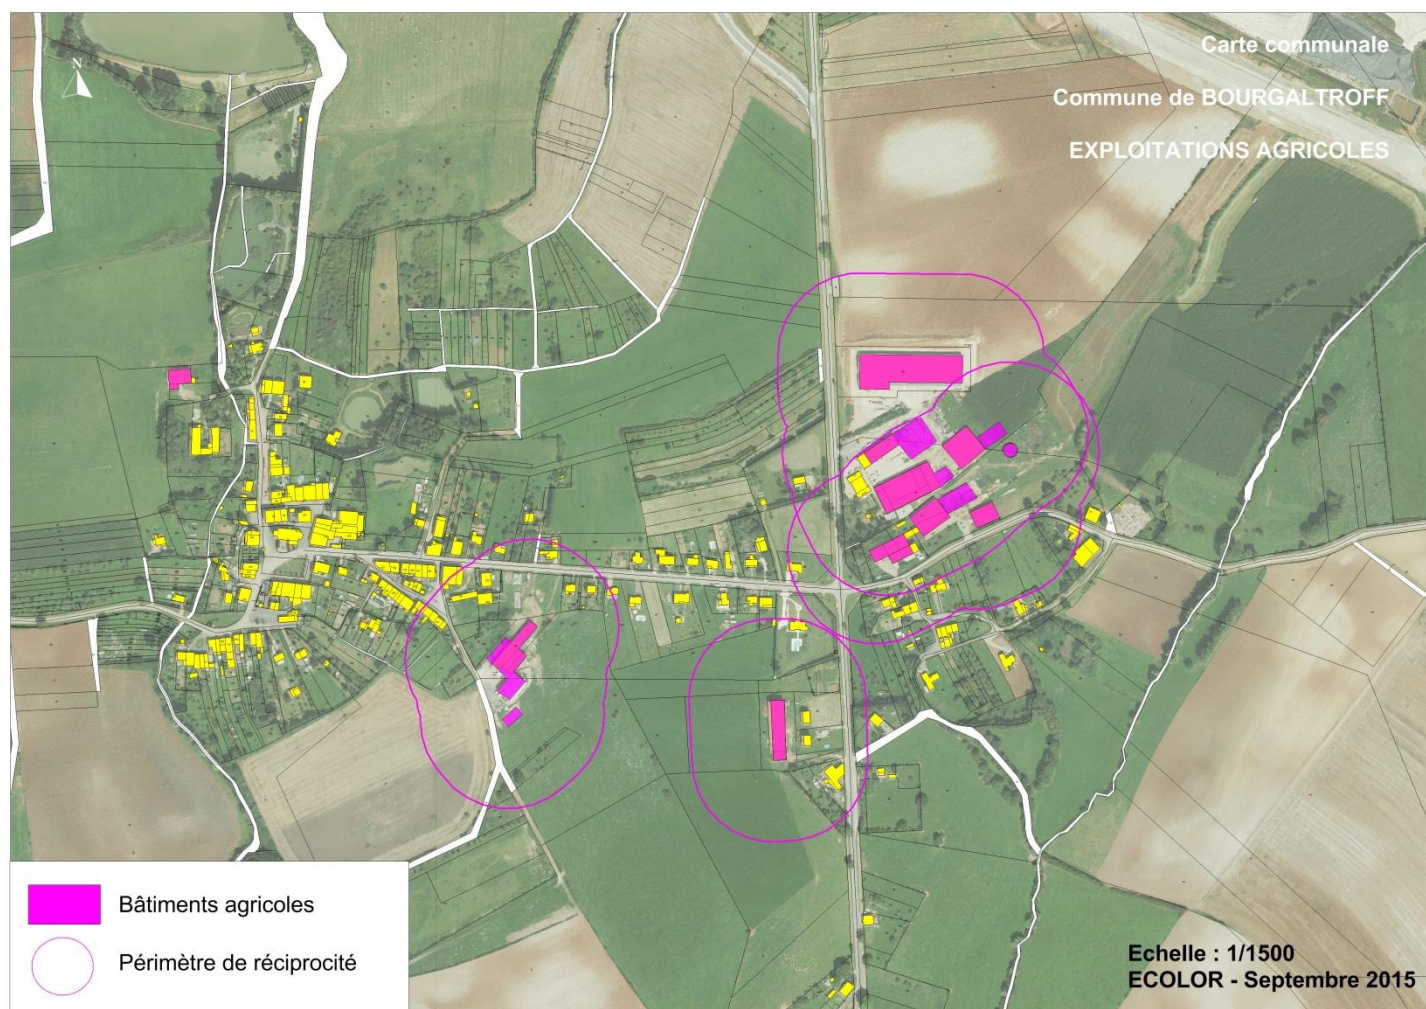 N
Carte communale
Commune de BOURGALTROFF
EXPLOITATIONS AGRICOLES
Bâtiments agricoles
Périmètre de réciprocité
Echelle : 1/1500
ECOLOR - Septembre 2015